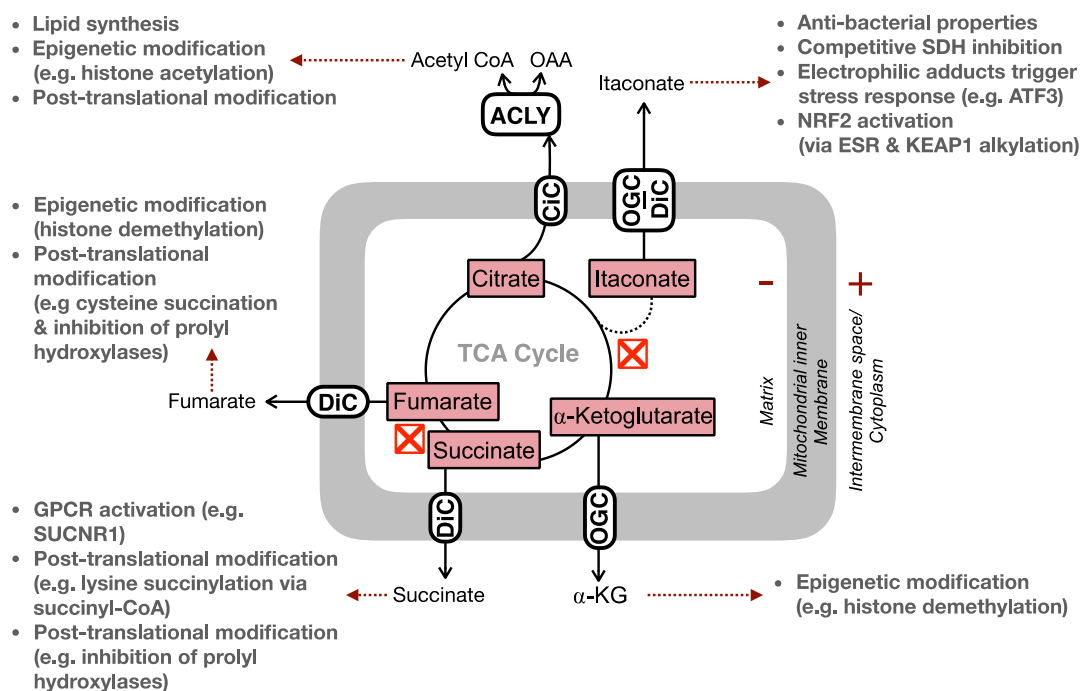 • Lipid synthesis
• Epigenetic modification
(e.g. histone acetylation)
• Post-translational modification
Acetyl CoA OAA
ACLY
Itaconate
• Anti-bacterial properties
• Competitive SDH inhibition
• Electrophilic adducts trigger
stress response (e.g. ATF3)
• NRF2 activation
(via ESR & KEAP1 alkylation)
CiC
OGC
DiC
• Epigenetic modification
(histone demethylation)
• Post-translational
modification
(e.g cysteine succination
& inhibition of prolyl
hydroxylases)
Citrate
Itaconate
TCA Cycle
Fumarate
DiC
Fumarate
Succinate
α-Ketoglutarate
-
+
Matrix
Mitochondrial inner
Membrane
Intermembrane space/
Cytoplasm
DiC
OGC
• GPCR activation (e.g.
SUCNR1)
• Post-translational modification
(e.g. lysine succinylation via
succinyl-CoA)
• Post-translational modification
(e.g. inhibition of prolyl
hydroxylases)
Succinate
α-KG
• Epigenetic modification
(e.g. histone demethylation)